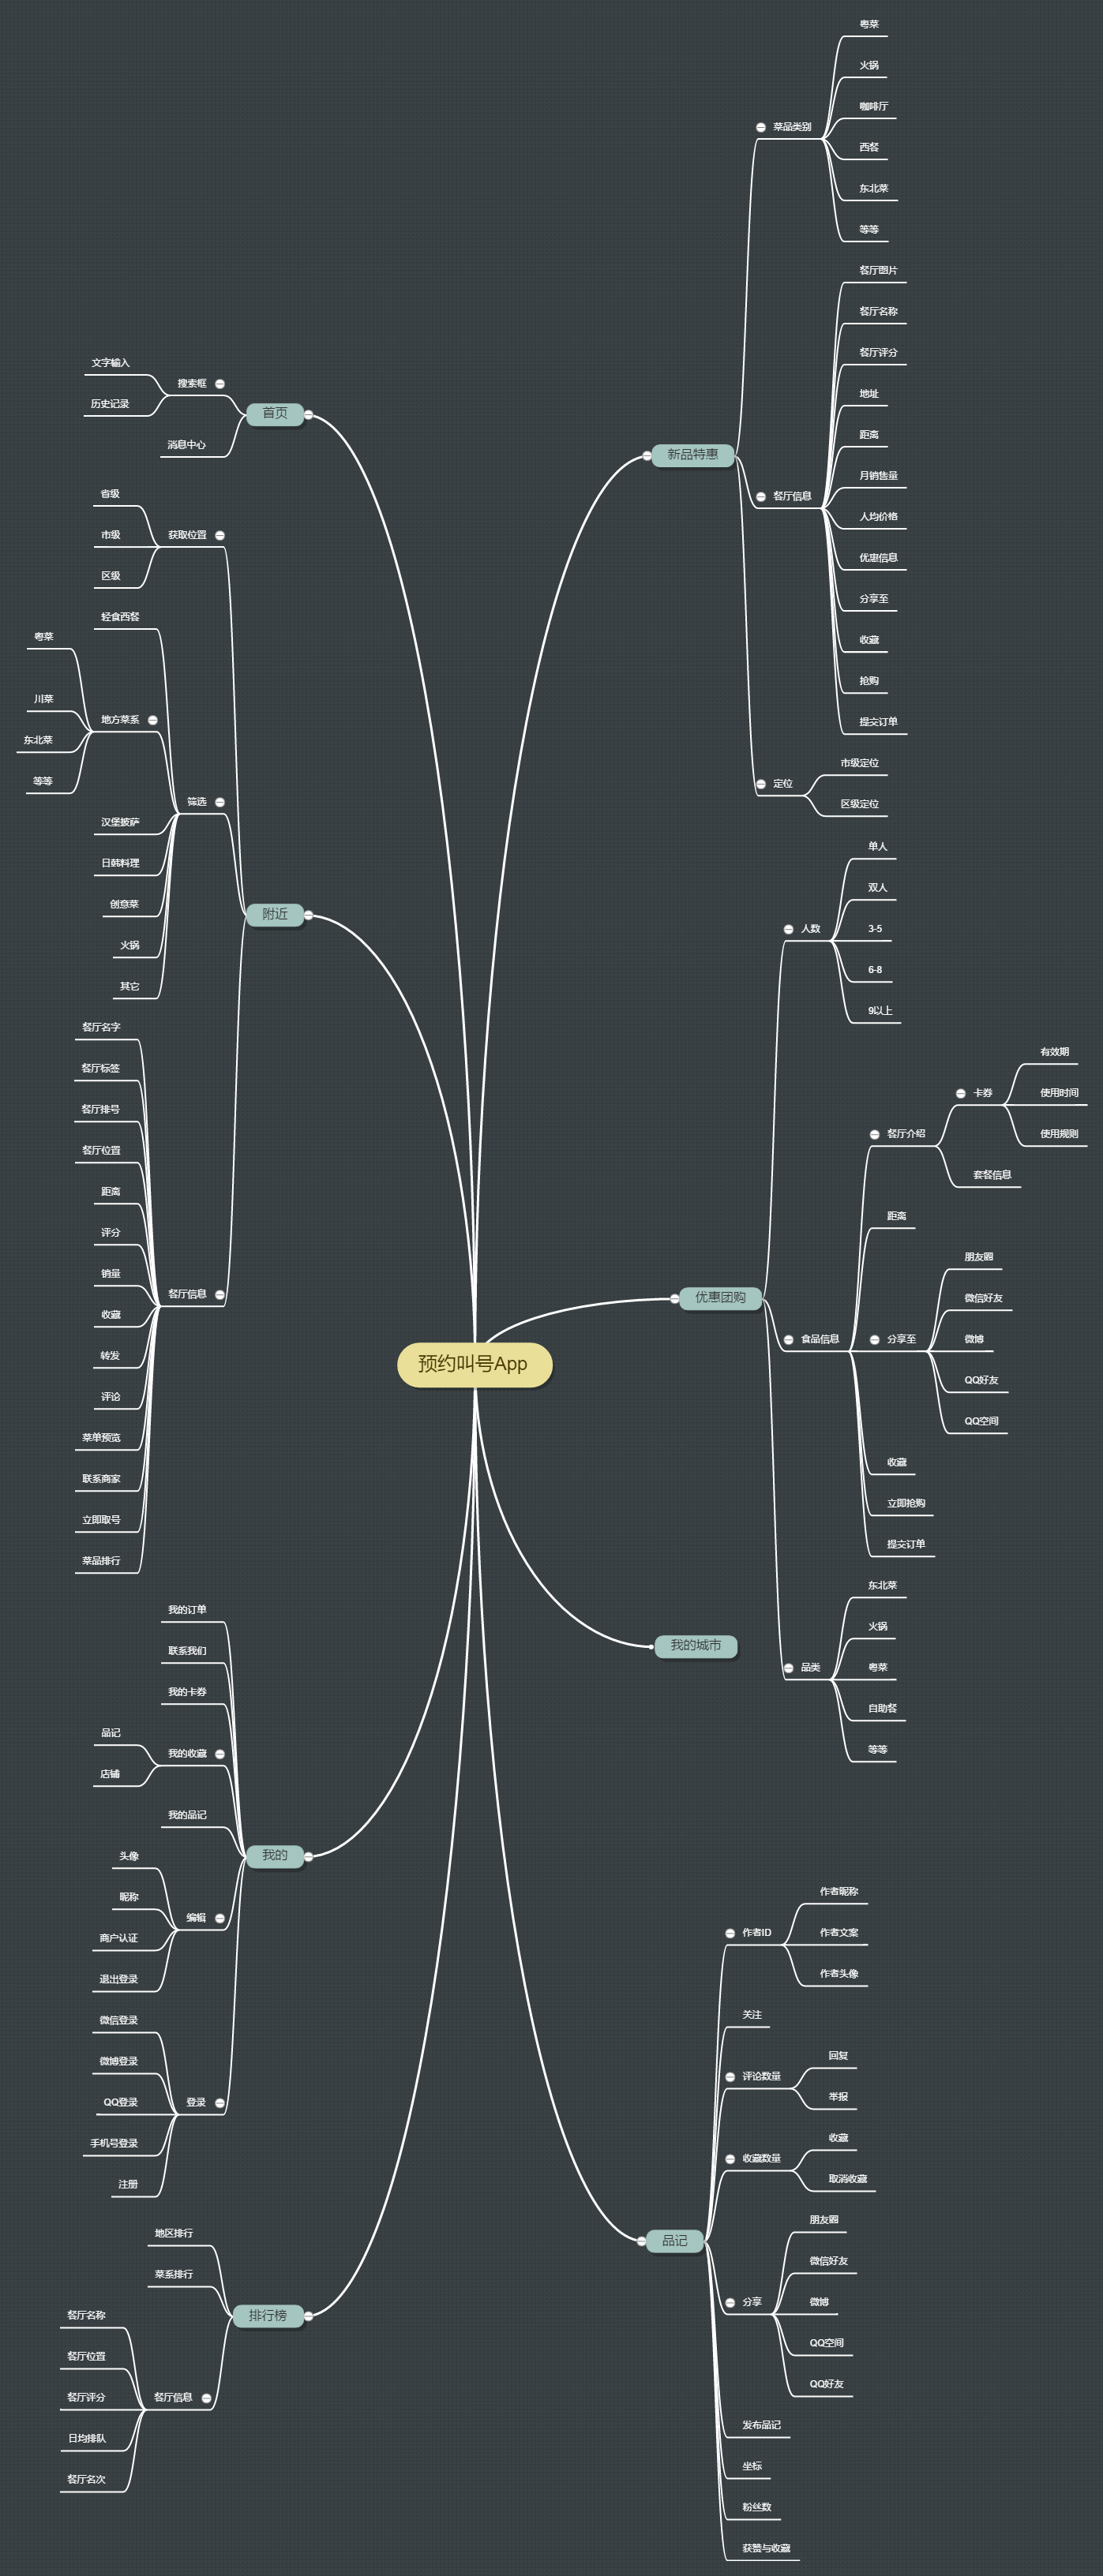 预约叫号App
首页
搜索框
文字输入
历史记录
消息中心
附近
获取位置
省级
市级
区级
筛选
轻食西餐
地方菜系
粤菜
川菜
东北菜
等等
汉堡披萨
日韩料理
创意菜
火锅
其它
餐厅信息
餐厅名字
餐厅标签
餐厅排号
餐厅位置
距离
评分
销量
收藏
转发
评论
菜单预览
联系商家
立即取号
菜品排行
我的
我的订单
联系我们
我的卡券
我的收藏
品记
店铺
我的品记
编辑
头像
昵称
商户认证
退出登录
登录
微信登录
微博登录
QQ登录
手机号登录
注册
排行榜
地区排行
菜系排行
餐厅信息
餐厅名称
餐厅位置
餐厅评分
日均排队
餐厅名次
新品特惠
菜品类别
粤菜
火锅
咖啡厅
西餐
东北菜
等等
餐厅信息
餐厅图片
餐厅名称
餐厅评分
地址
距离
月销售量
人均价格
优惠信息
分享至
收藏
抢购
提交订单
定位
市级定位
区级定位
优惠团购
人数
单人
双人
3-5
6-8
9以上
食品信息
餐厅介绍
卡券
有效期
使用时间
使用规则
套餐信息
距离
分享至
朋友圈
微信好友
微博
QQ好友
QQ空间
收藏
立即抢购
提交订单
品类
东北菜
火锅
粤菜
自助餐
等等
我的城市
品记
作者ID
作者昵称
作者文案
作者头像
关注
评论数量
回复
举报
收藏数量
收藏
取消收藏
分享
朋友圈
微信好友
微博
QQ空间
QQ好友
发布品记
坐标
粉丝数
获赞与收藏